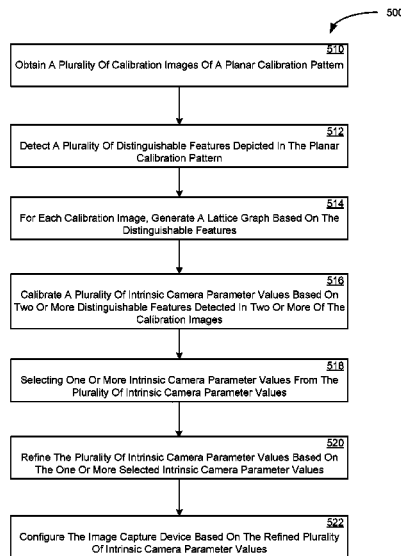 500
510
Obtain A Plurality Of Calibration Images Of A Planar Calibration Pattern
512
Detect A Plurality Of Distinguishable Features Depicted In The Planar
Calibration Pattern
514
For Each Calibration Image, Generate A Lattice Graph Based On The
Distinguishable Features
516
Calibrate A Plurality Of Intrinsic Camera Parameter Values Based On
Two Or More Distinguishable Features Detected In Two Or More Of The
Calibration Images
518
Selecting One Or More Intrinsic Camera Parameter Values From The
Plurality Of Intrinsic Camera Parameter Values
520
Refine The Plurality Of Intrinsic Camera Parameter Values Based On
The One Or More Selected Intrinsic Camera Parameter Values
522
Configure The Image Capture Device Based On The Refined Plurality
Of Intrinsic Camera Parameter Values